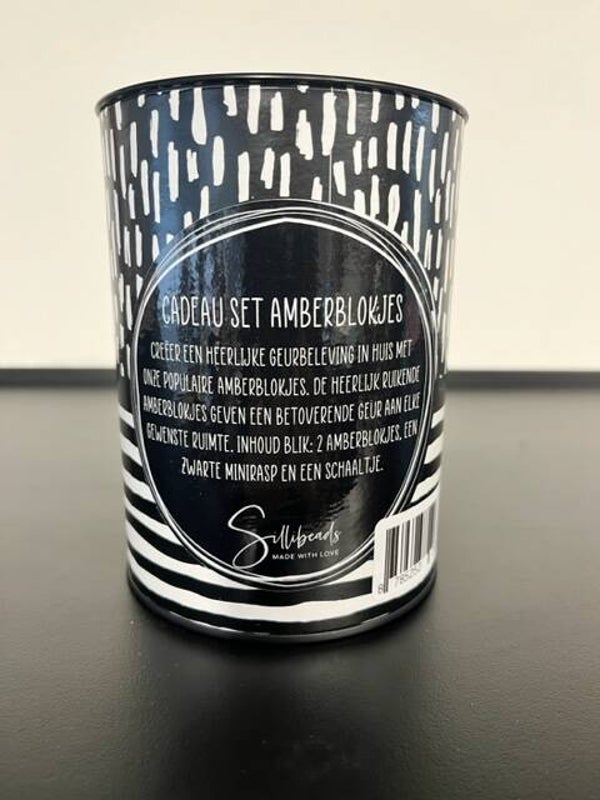 CADEAU SET AMBERBLOKJES
CREËER EEN HEERLIJKE GEURBELEVING IN HUIS MET
ONZE POPULAIRE AMBERBLOKJES. DE HEERLIJK RUIKENDE
AMBERBLOKJES GEVEN EEN BETOVERENDE GEUR AAN ELKE
GEWENSTE RUIMTE. INHOUD BLIK: 2 AMBERBLOKJES, EEN
ZWARTE MINIRASP EN EEN SCHAALTJE.
Sillibeads
MADE WITH LOVE